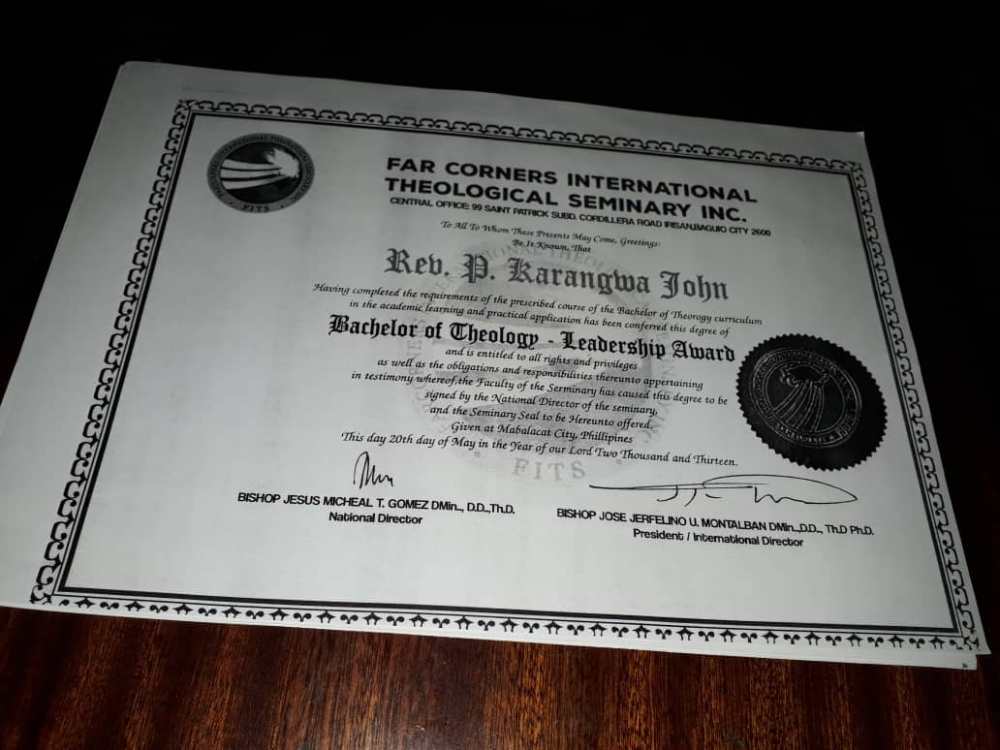 FAR CORNERS INTERNATIONAL
THEOLOGICAL SEMINARY INC.
CENTRAL OFFICE: 99 SAINT PATRICK SUBD. CORDILLERA ROAD IRISAN,BAGUIO CITY 2600
To All To Whom These Presents May Come, Greetings:
Be It Known, That
Rev. P. Karangwa John
Having completed the requirements of the prescribed course of the Bachelor of Theorogy curriculum
in the academic learning and practical application has been conferred this degree of
Bachelor of Theology - Leadership Award
and is entitled to all rights and privileges
as well as the obligations and responsibilities thereunto appertaining
in testimony whereof,the Faculty of the Serminary has caused this degree to be
signed by the National Director of the seminary,
and the Seminary Seal to be Hereunto offered,
Given at Mabalacat City, Phillipines
This day 20th day of May in the Year of our Lord Two Thousand and Thirteen.
FITS
BISHOP JESUS MICHEAL T. GOMEZ DMin.., D.D..,Th.D.
National Director
BISHOP JOSE JERFELINO U. MONTALBAN DMin..,D.D.., Th.D Ph.D.
President / International Director